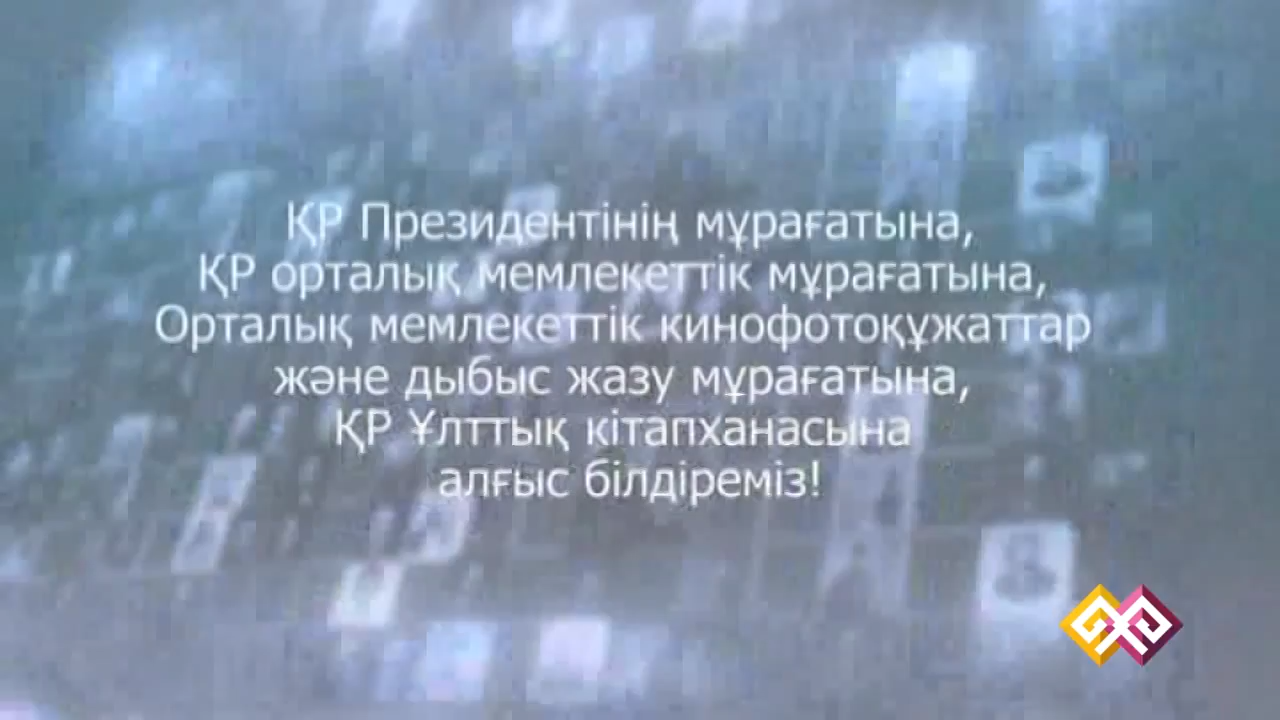 ҚР Президентінің мұрағатына,
ҚР орталық мемлекеттік мұрағатына,
Орталық мемлекеттік кинофотоқұжаттар
және дыбыс жазу мұрағатына,
ҚР Ұлттық кітапханасына
алғыс білдіреміз!